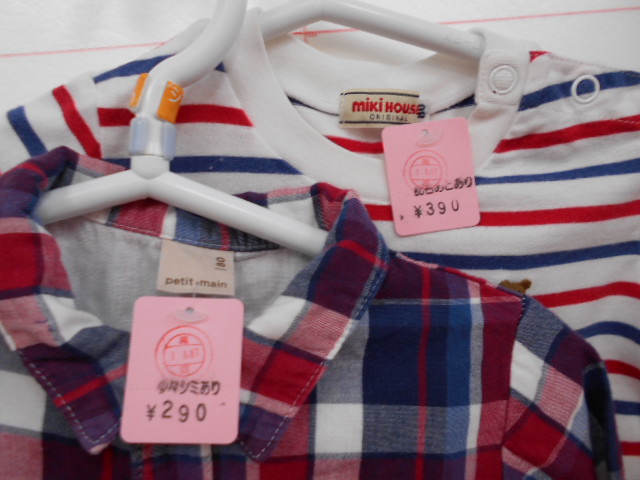 miki HOUSE
ORIGINAL
80
¥390
petit main
80
少々シミあり
¥290